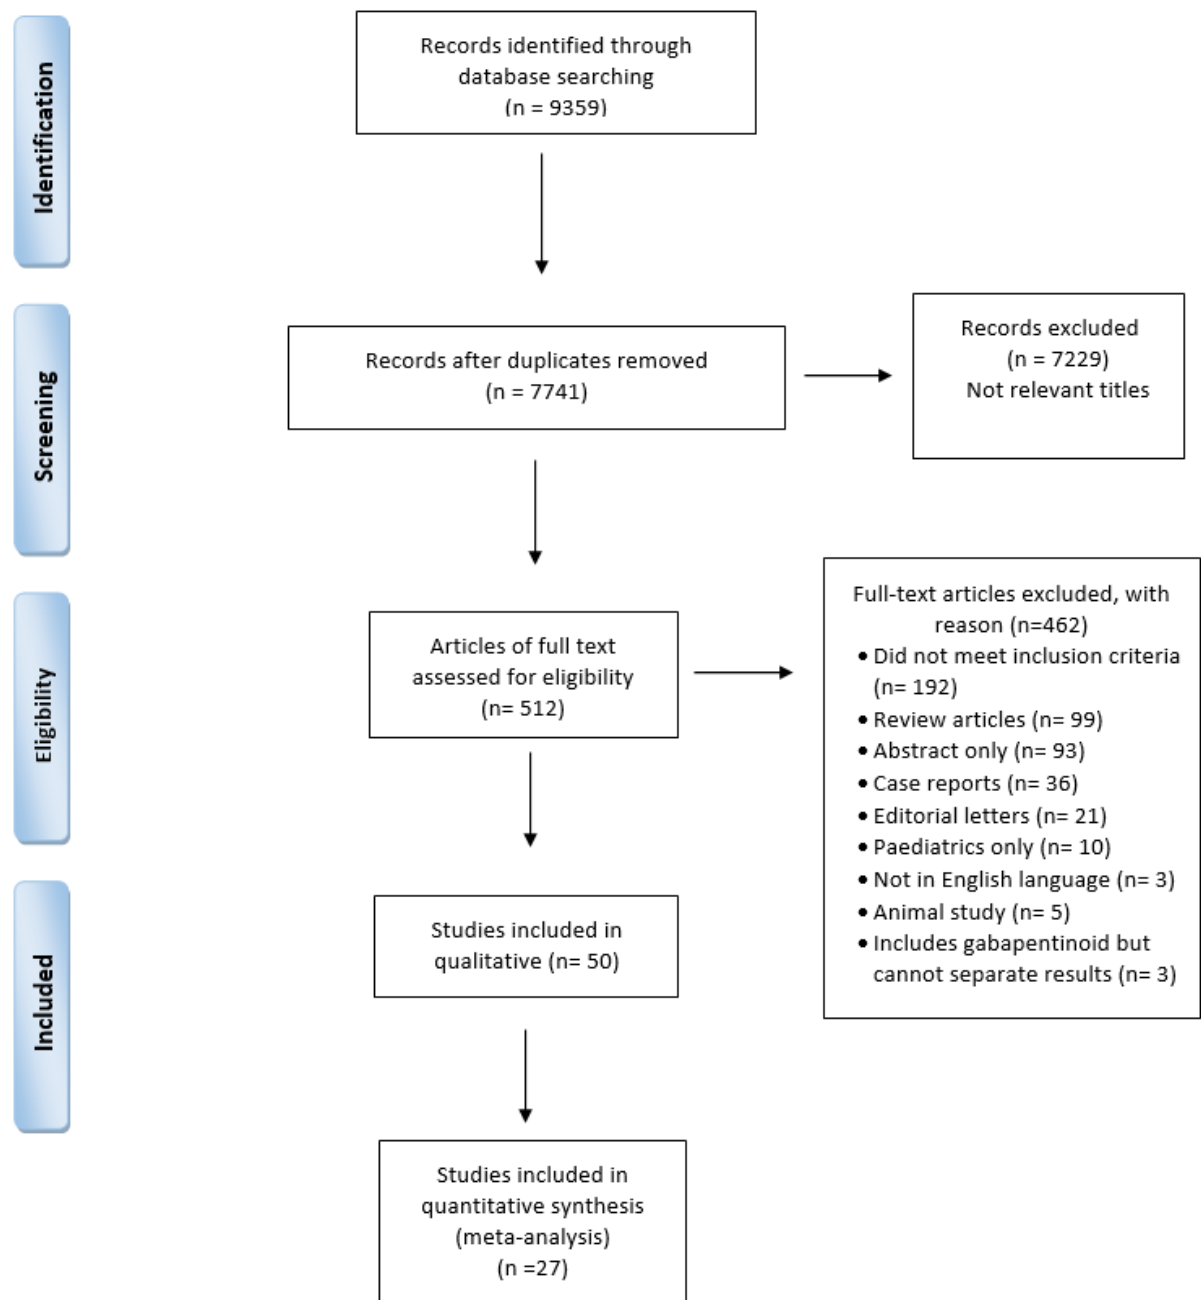 Identification
Records identified through
database searching
(n = 9359)
Screening
Records after duplicates removed
(n = 7741)
Records excluded
(n = 7229)
Not relevant titles
Eligibility
Articles of full text
assessed for eligibility
(n= 512)
Full-text articles excluded, with
reason (n=462)
• Did not meet inclusion criteria
(n= 192)
• Review articles (n= 99)
• Abstract only (n= 93)
• Case reports (n= 36)
• Editorial letters (n= 21)
• Paediatrics only (n= 10)
• Not in English language (n= 3)
• Animal study (n= 5)
• Includes gabapentinoid but
cannot separate results (n= 3)
Included
Studies included in
qualitative (n= 50)
Studies included in
quantitative synthesis
(meta-analysis)
(n =27)